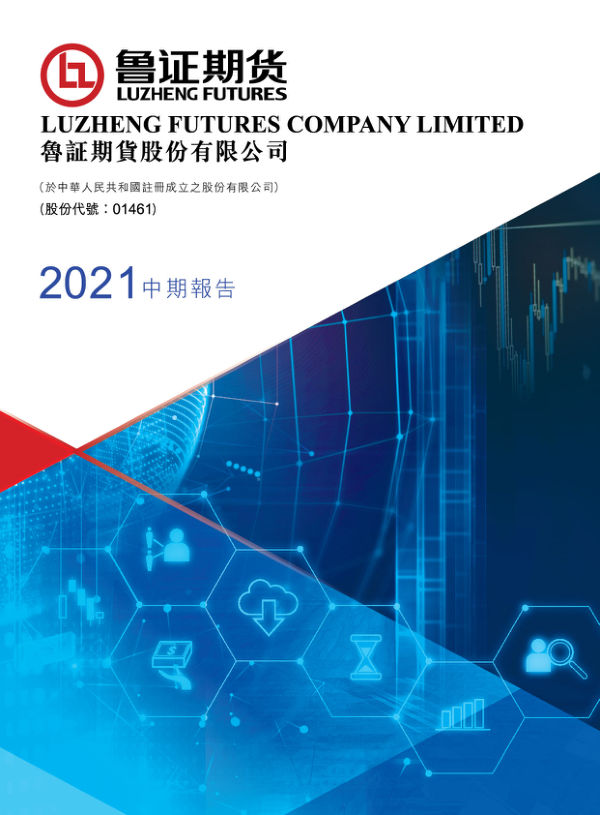 魯证期货
LUZHENG FUTURES
LUZHENG FUTURES COMPANY LIMITED
魯証期貨股份有限公司
（於中華人民共和國註冊成立之股份有限公司）
（股份代號：01461）
2021中期報告
$